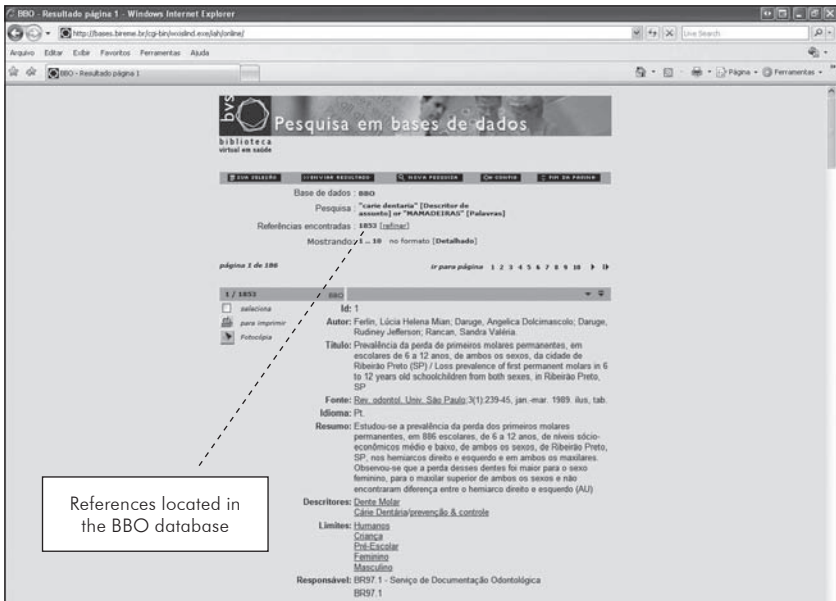 BBO - Resultado página 1 - Windows Internet Explorer
http://bases.bireme.br/cgi-bin/wxislind.exe/iah/online/
Live Search
Arquivo Editar Exibir Favoritos Ferramentas Ajuda
BBO - Resultado página 1
Página Ferramentas
bvs
Pesquisa em bases de dados
biblioteca
virtual em saúde
SUA SELEÇÃO ENVIAR RESULTADO NOVA PESQUISA CONFIG FIM DA PÁGINA
Base de dados : BBO
Pesquisa : "carie dentaria" [Descritor de
assunto] or "MAMADEIRAS" [Palavras]
Referências encontradas : 1853 [refinar]
Mostrando: 1 .. 10 no formato [Detalhado]
página 1 de 186
ir para página 1 2 3 4 5 6 7 8 9 10
1 / 1853 BBO
seleciona
para imprimir
Fotocópia
Id: 1
Autor: Ferlin, Lúcia Helena Mian; Daruge, Angelica Dolcimascolo; Daruge,
Rudiney Jefferson; Rancan, Sandra Valéria.
Título: Prevalência da perda de primeiros molares permanentes, em
escolares de 6 a 12 anos, de ambos os sexos, da cidade de
Ribeirão Preto (SP) / Loss prevalence of first permanent molars in 6
to 12 years old schoolchildren from both sexes, in Ribeirão Preto,
SP
Fonte: Rev. odontol. Univ. São Paulo;3(1):239-45, jan.-mar. 1989. ilus, tab.
Idioma: Pt.
Resumo: Estudou-se a prevalência da perda dos primeiros molares
permanentes, em 886 escolares, de 6 a 12 anos, de níveis sócio-
econômicos médio e baixo, de ambos os sexos, de Ribeirão Preto,
SP, nos hemiarcos direito e esquerdo e em ambos os maxilares.
Observou-se que a perda desses dentes foi maior para o sexo
feminino, para o maxilar superior de ambos os sexos e não
encontraram diferença entre o hemiarco direito e esquerdo (AU)
Descritores: Dente Molar
Cárie Dentária/prevenção & controle
Limites: Humanos
Criança
Pré-Escolar
Feminino
Masculino
Responsável: BR97.1 - Serviço de Documentação Odontológica
BR97.1
References located in
the BBO database